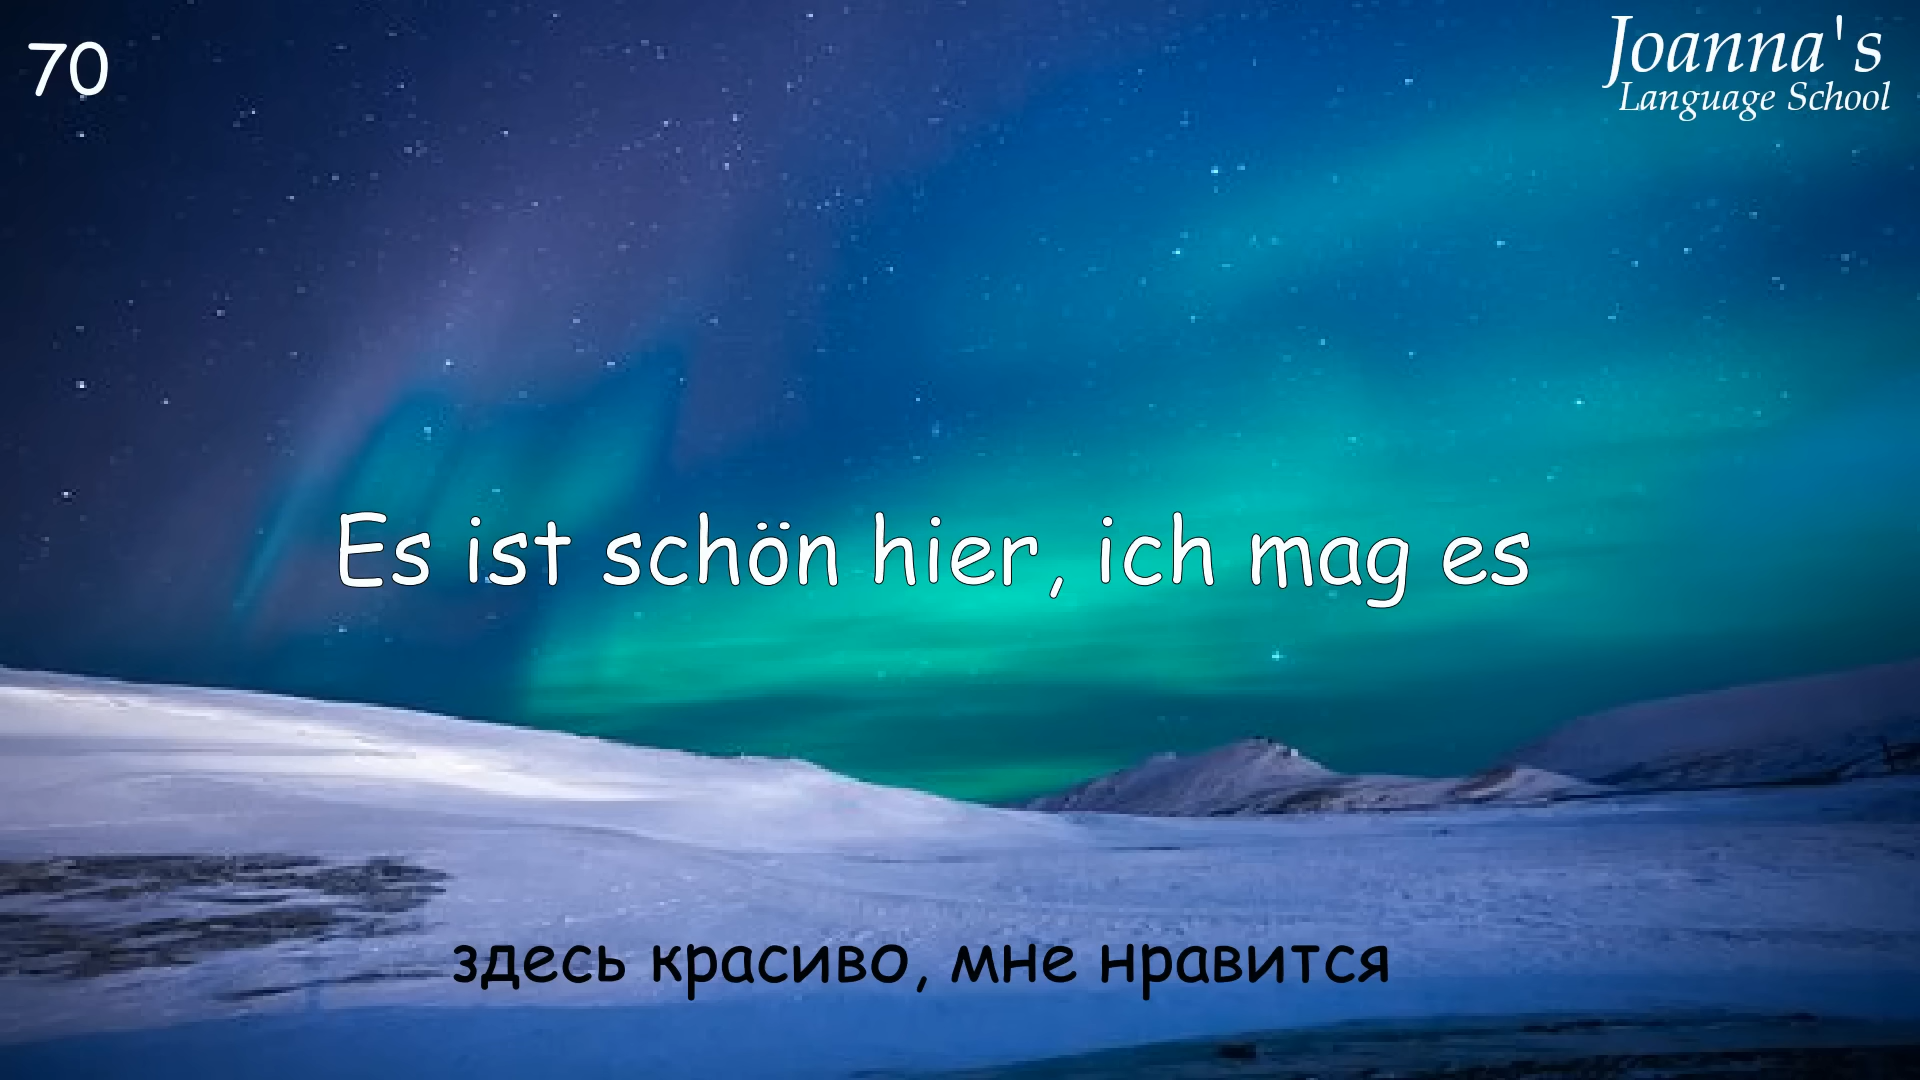 70
Joanna's
Language School
Es ist schön hier, ich mag es
здесь красиво, мне нравится